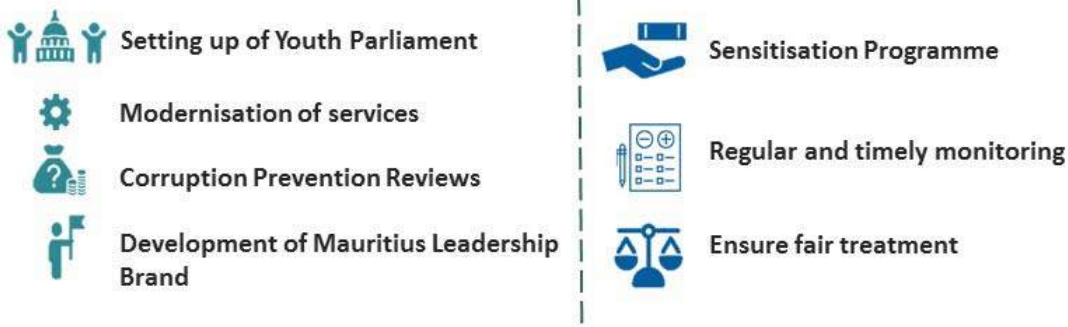 Setting up of Youth Parliament
Modernisation of services
Corruption Prevention Reviews
Development of Mauritius Leadership
Brand
Sensitisation Programme
Regular and timely monitoring
Ensure fair treatment